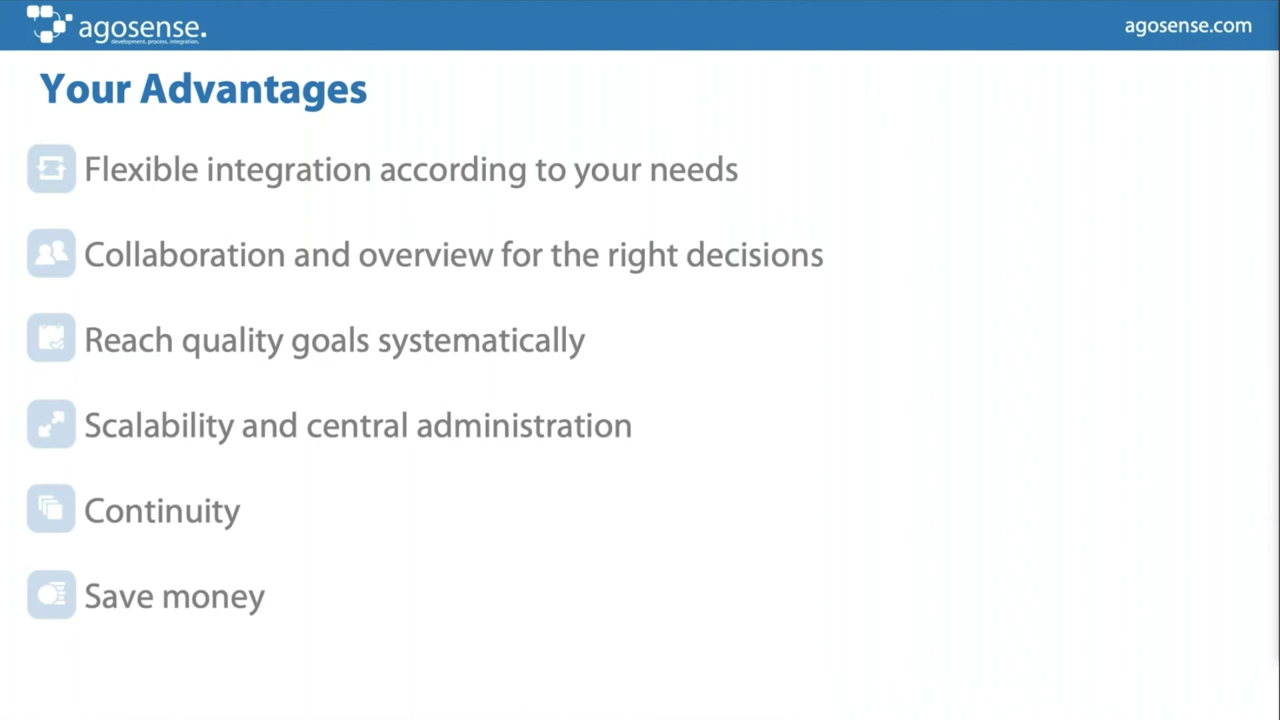 agosense.
development, process, integration.
agosense.com
Your Advantages
Flexible integration according to your needs
Collaboration and overview for the right decisions
Reach quality goals systematically
Scalability and central administration
Continuity
Save money